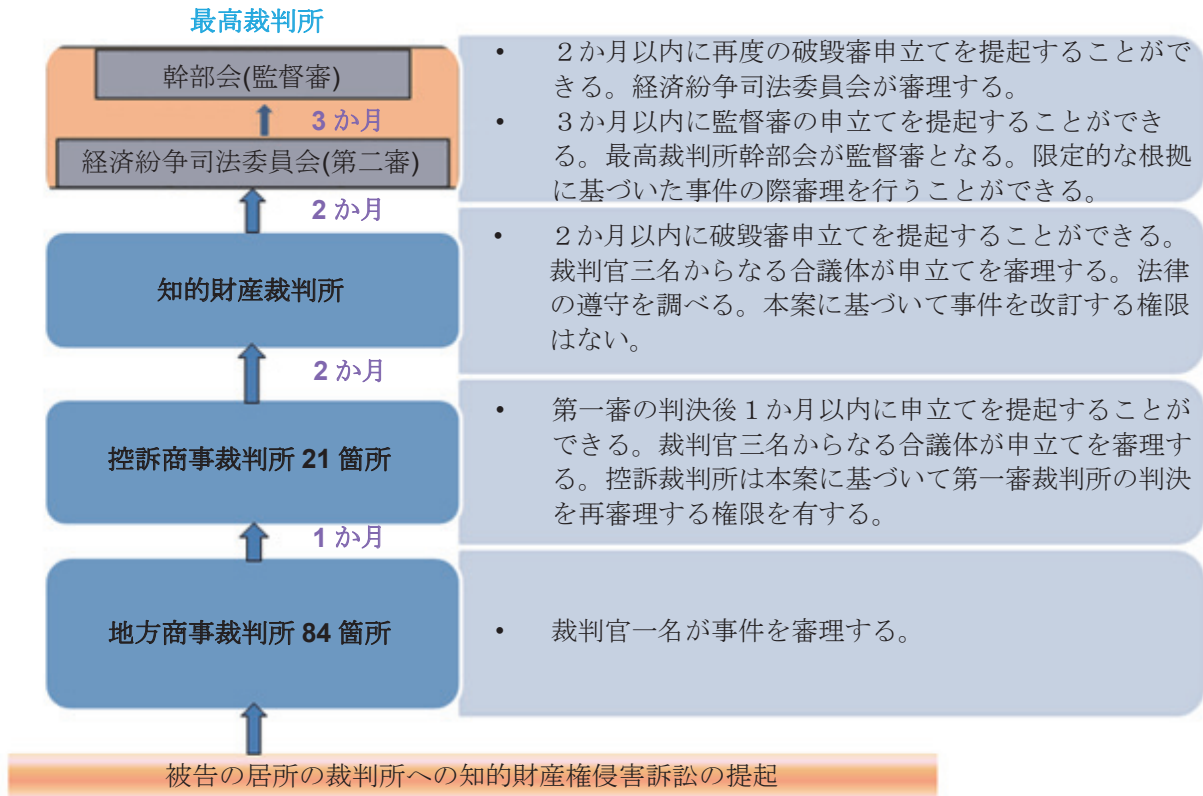 最高裁判所
幹部会(監督審)
3 か月
経済紛争司法委員会(第二審)
• ２か月以内に再度の破毀審申立てを提起することがで
きる。経済紛争司法委員会が審理する。
• ３か月以内に監督審の申立てを提起することができ
る。最高裁判所幹部会が監督審となる。限定的な根拠
に基づいた事件の際審理を行うことができる。
2 か月
知的財産裁判所
• ２か月以内に破毀審申立てを提起することができる。
裁判官三名からなる合議体が申立てを審理する。法律
の遵守を調べる。本案に基づいて事件を改訂する権限
はない。
2 か月
控訴商事裁判所 21 箇所
• 第一審の判決後１か月以内に申立てを提起することが
できる。裁判官三名からなる合議体が申立てを審理す
る。控訴裁判所は本案に基づいて第一審裁判所の判決
を再審理する権限を有する。
1 か月
地方商事裁判所 84 箇所
• 裁判官一名が事件を審理する。
被告の居所の裁判所への知的財産権侵害訴訟の提起